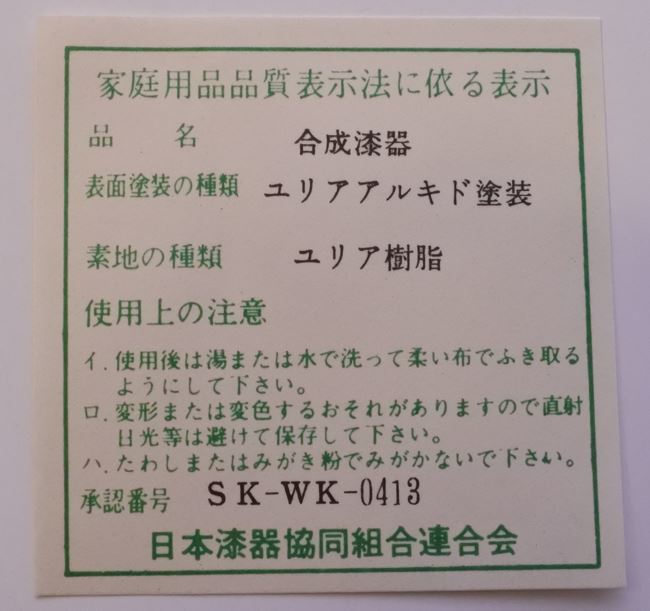 家庭用品品質表示法に依る表示
品名 合成漆器
表面塗装の種類 ユリアアルキド塗装
素地の種類 ユリア樹脂
使用上の注意
イ.使用後は湯または水で洗って柔い布でふき取る
ようにして下さい。
ロ.変形または変色するおそれがありますので直射
日光等は避けて保存して下さい。
ハ.たわしまたはみがき粉でみがかないで下さい。
承認番号 SK-WK-0413
日本漆器協同組合連合会